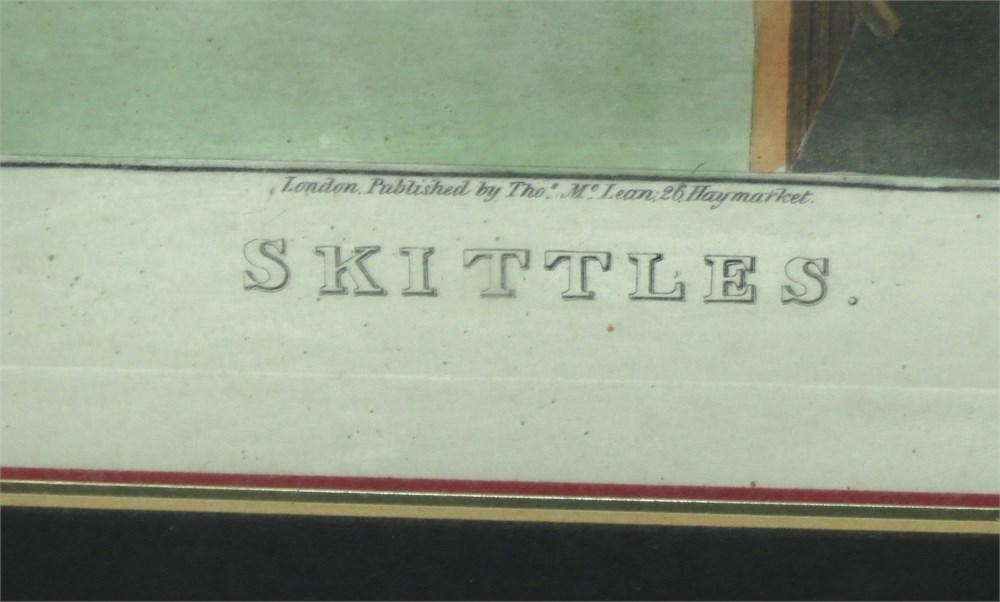 London. Published by Thos. Mc. Lean, 26, Haymarket.
SKITTLES.